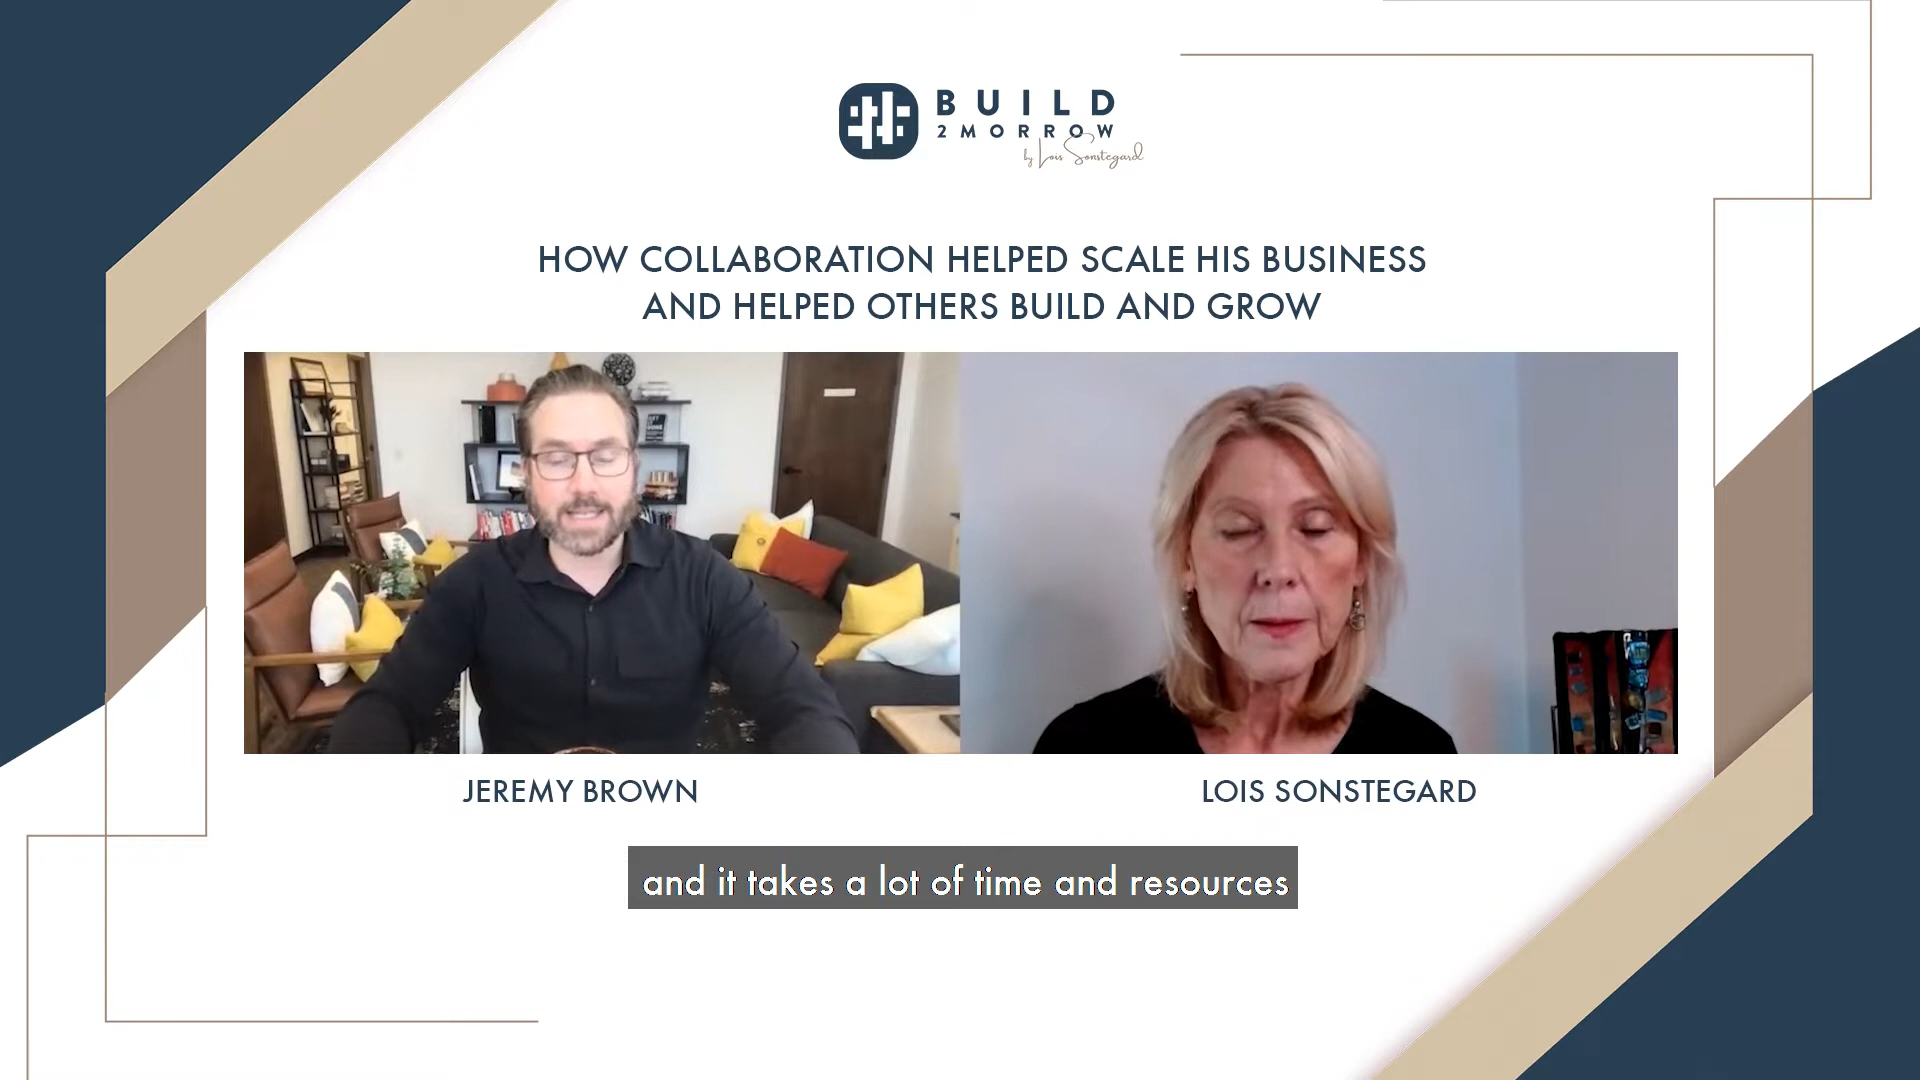 BUILD
2MORROW
by Lois Sonstegard
HOW COLLABORATION HELPED SCALE HIS BUSINESS
AND HELPED OTHERS BUILD AND GROW
JEREMY BROWN
LOIS SONSTEGARD
and it takes a lot of time and resources